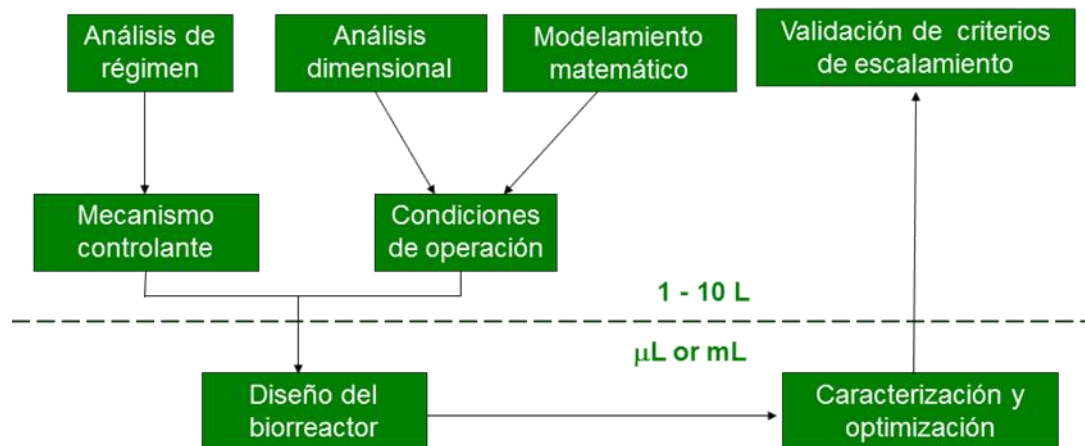 Análisis de
régimen
Análisis
dimensional
Modelamiento
matemático
Validación de criterios
de escalamiento
Mecanismo
controlante
Condiciones
de operación
1 - 10 L
μL or mL
Diseño del
biorreactor
Caracterización y
optimización